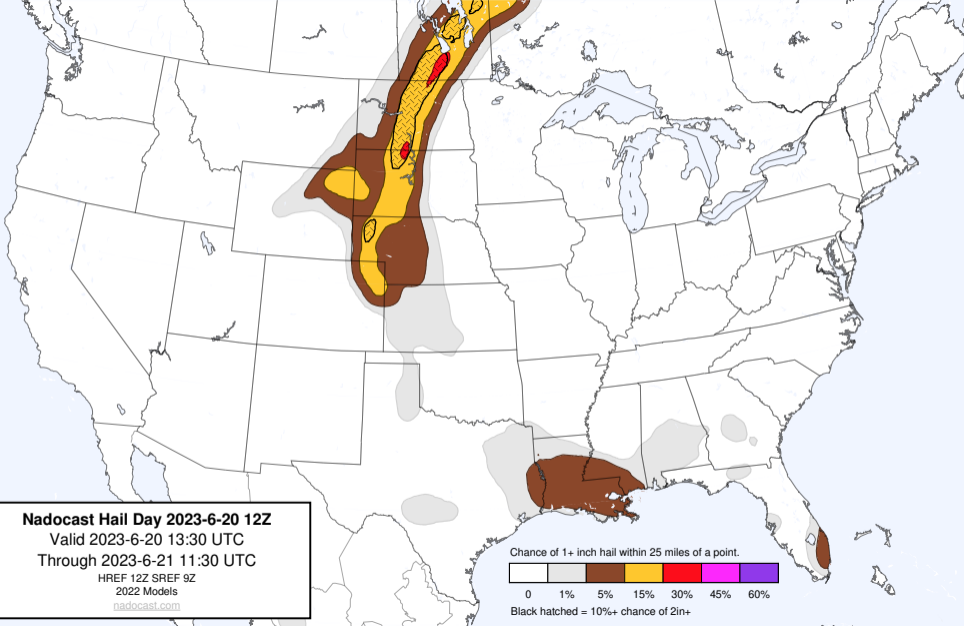 Nadocast Hail Day 2023-6-20 12Z
Valid 2023-6-20 13:30 UTC
Through 2023-6-21 11:30 UTC
HREF 12Z SREF 9Z
2022 Models
nadocast.com
Chance of 1+ inch hail within 25 miles of a point.
0 1% 5% 15% 30% 45% 60%
Black hatched = 10%+ chance of 2in+